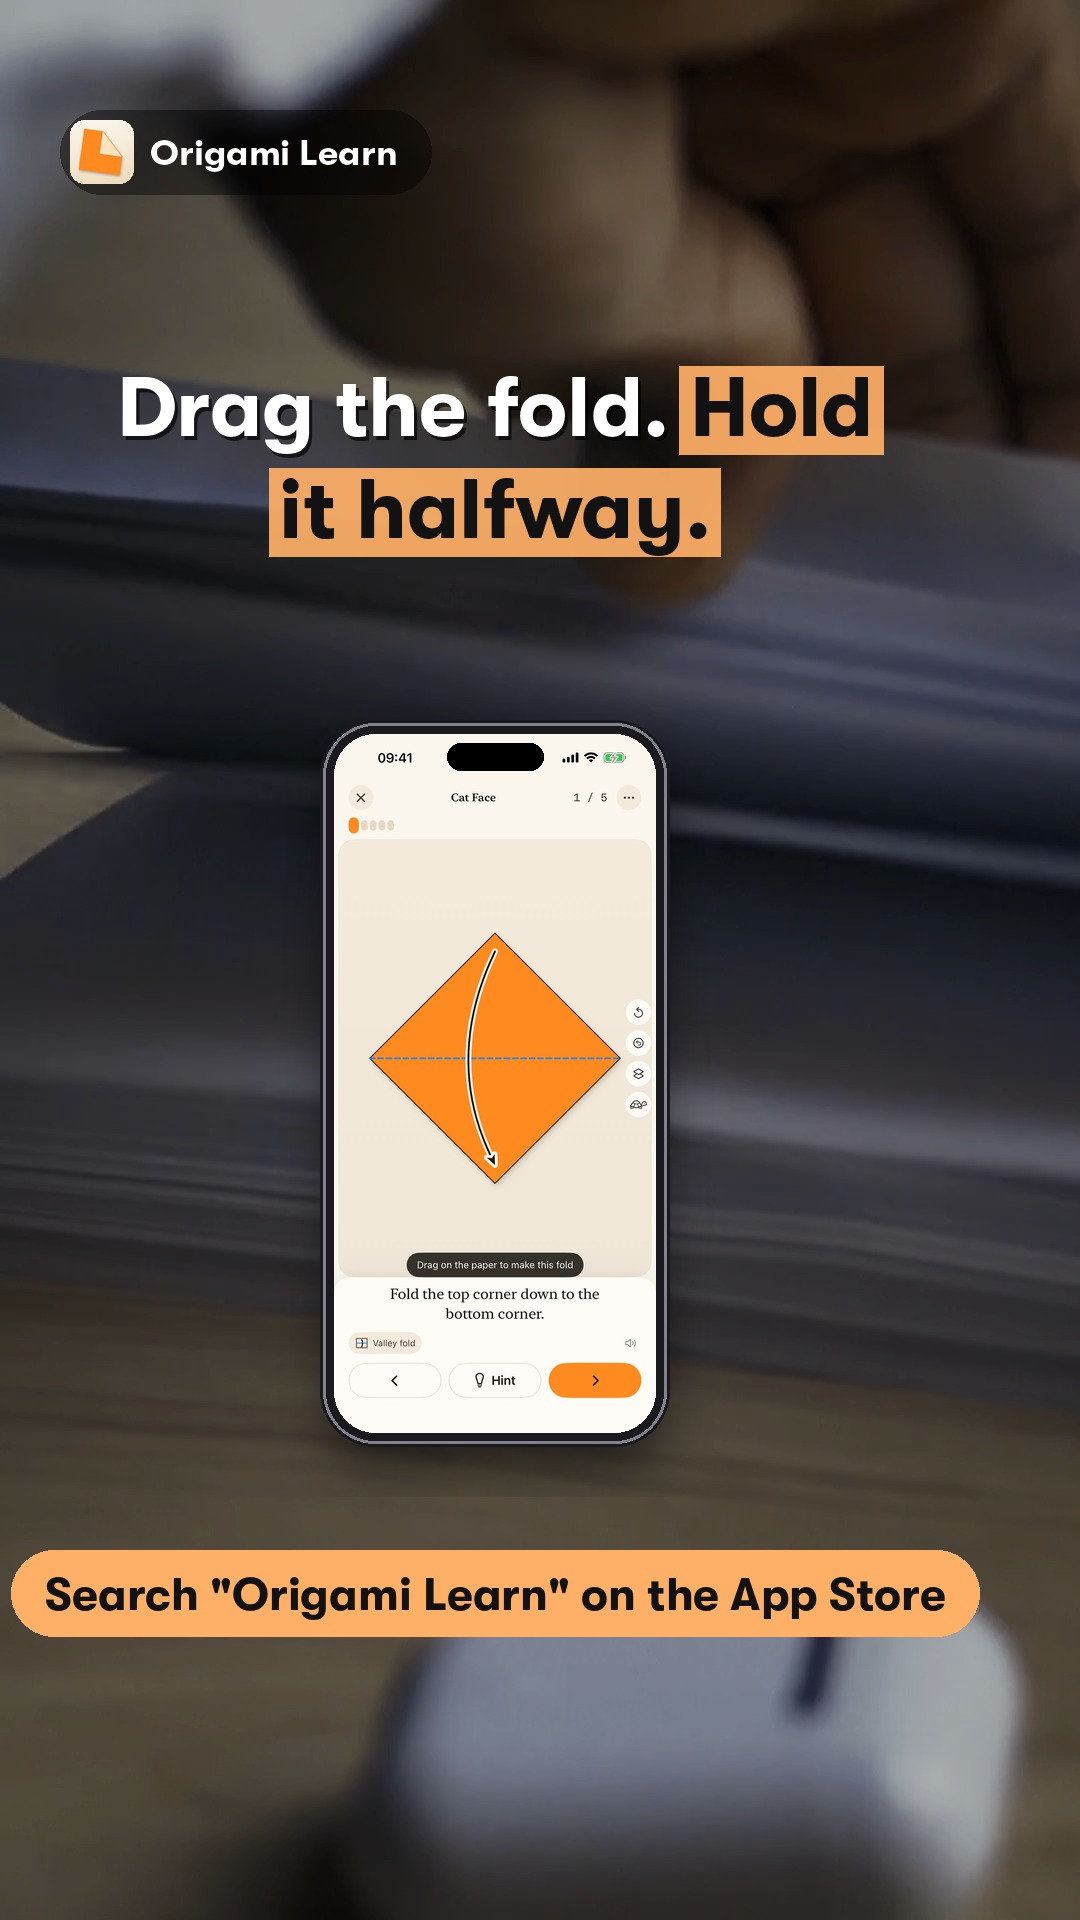 Origami Learn
Drag the fold. Hold
it halfway.
09:41
Cat Face
1 / 5
Drag on the paper to make this fold
Fold the top corner down to the
bottom corner.
Valley fold
Hint
Search "Origami Learn" on the App Store